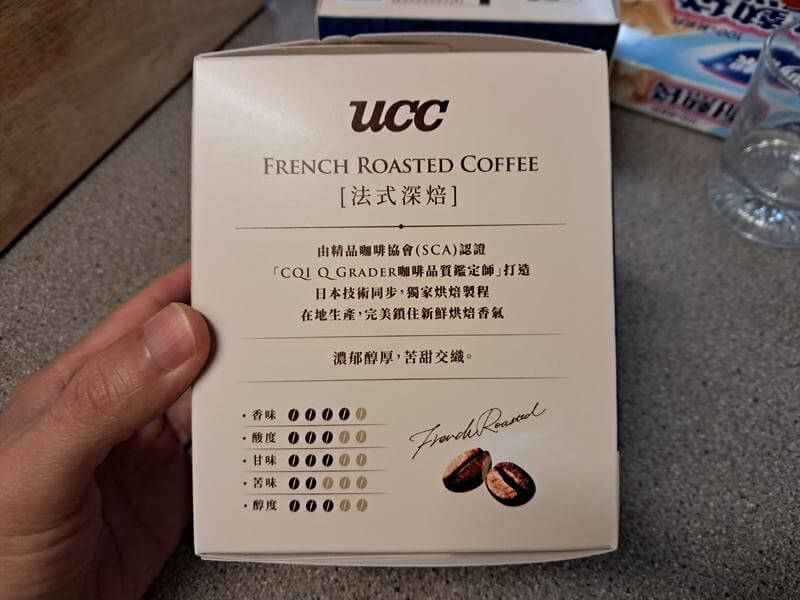 UCC
FRENCH ROASTED COFFEE
[法式深焙]
由精品咖啡協會(SCA)認證
「CQI Q GRADER咖啡品質鑑定師」打造
日本技術同步,獨家烘焙製程
在地生產,完美鎖住新鮮烘焙香氣
濃郁醇厚,苦甜交織。
• 香味
• 酸度
• 甘味
• 苦味
• 醇度
French Roasted